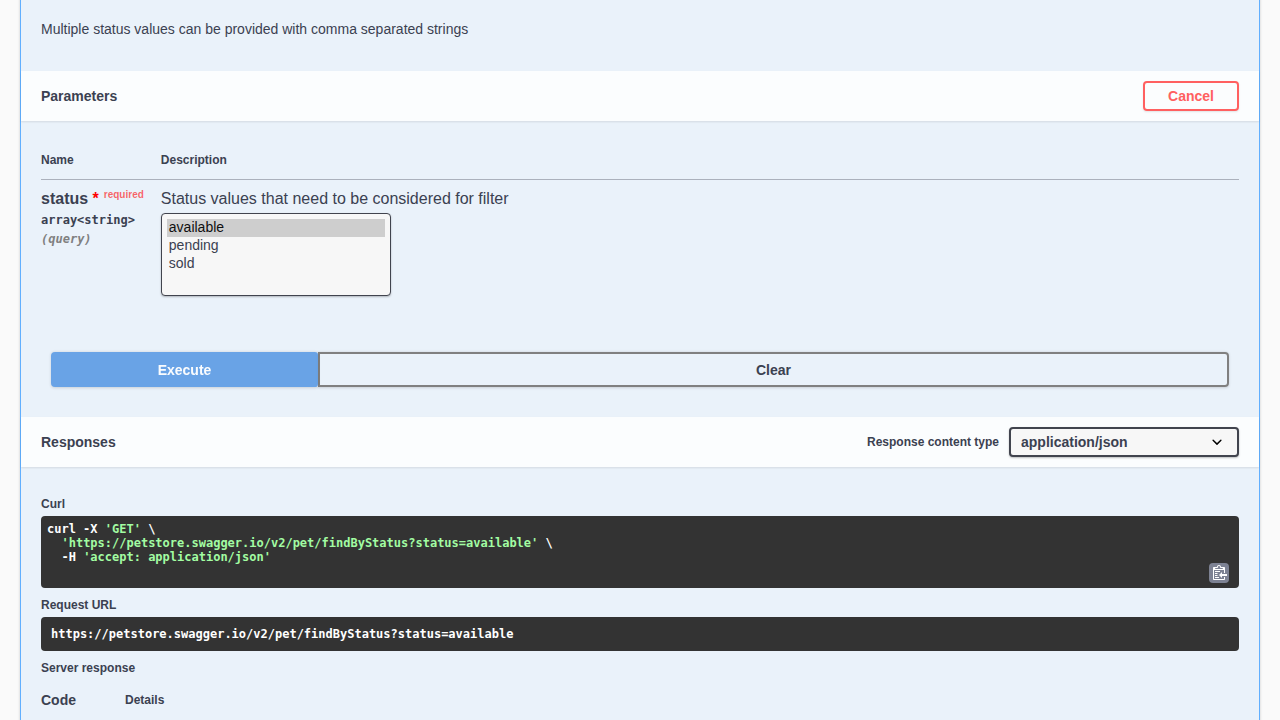 Multiple status values can be provided with comma separated strings
Parameters
Cancel
Name Description
status * required
array<string>
(query)
Status values that need to be considered for filter
available
pending
sold
Execute Clear
Responses
Response content type application/json
Curl
curl -X 'GET' \
'https://petstore.swagger.io/v2/pet/findByStatus?status=available' \
-H 'accept: application/json'
Request URL
https://petstore.swagger.io/v2/pet/findByStatus?status=available
Server response
Code Details